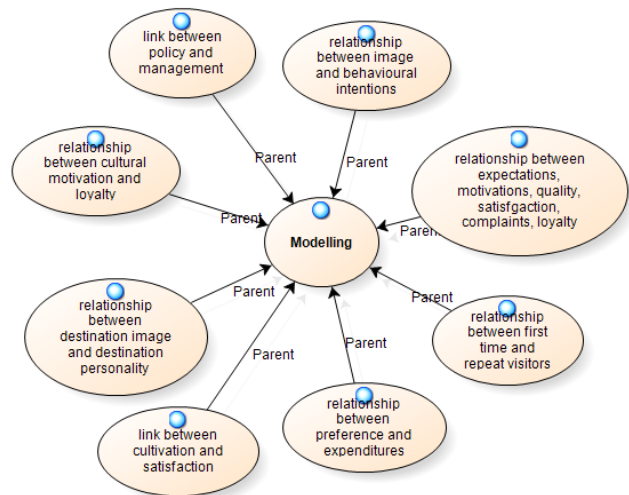 link between
policy and
management
relationship
between image
and behavioural
intentions
relationship
between cultural
motivation and
loyalty
Parent
Parent
relationship between
expectations,
motivations, quality,
satisfgaction,
complaints, loyalty
Parent
Parent
Modelling
relationship
between
destination image
and destination
personality
Parent
Parent
relationship
between first
time and
repeat visitors
Parent
Parent
link between
cultivation and
satisfaction
relationship
between
preference and
expenditures